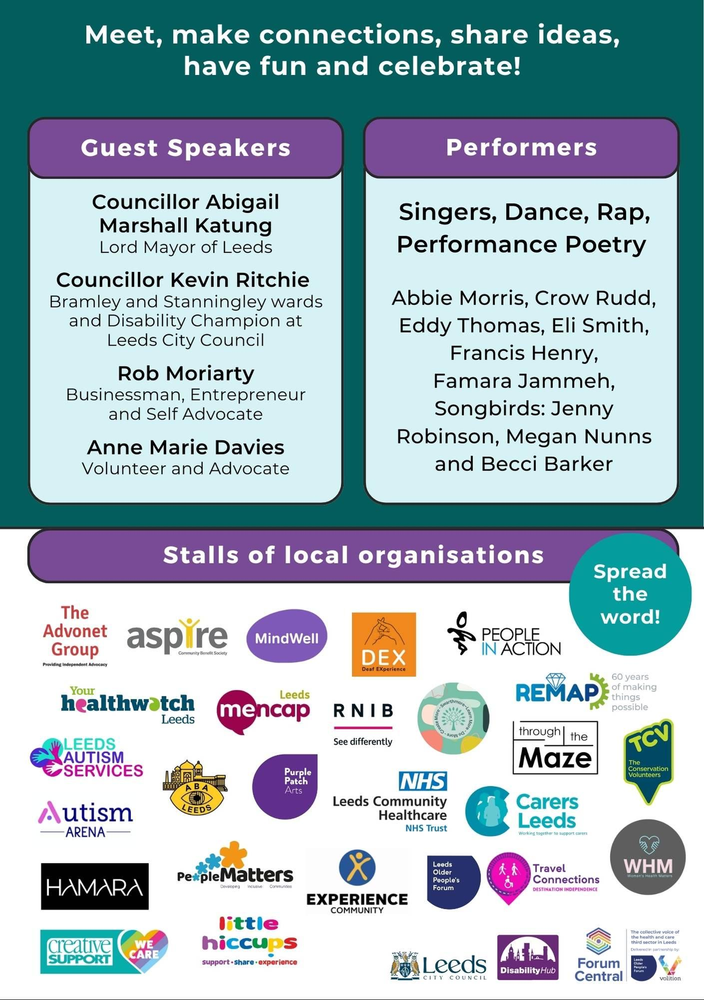 Meet, make connections, share ideas,
have fun and celebrate!
Guest Speakers
Councillor Abigail
Marshall Katung
Lord Mayor of Leeds
Councillor Kevin Ritchie
Bramley and Stanningley wards
and Disability Champion at
Leeds City Council
Rob Moriarty
Businessman, Entrepreneur
and Self Advocate
Anne Marie Davies
Volunteer and Advocate
Performers
Singers, Dance, Rap,
Performance Poetry
Abbie Morris, Crow Rudd,
Eddy Thomas, Eli Smith,
Francis Henry,
Famara Jammeh,
Songbirds: Jenny
Robinson, Megan Nunns
and Becci Barker
Stalls of local organisations
Spread
the
word!
The
Advonet
Group
Providing Independent Advocacy
aspire
Community Benefit Society
MindWell
DEX
Deaf EXperience
PEOPLE
IN ACTION
Your
healthwatch
Leeds
Leeds
mencap
RNIB
See differently
Swarthmore - Learn More - Do More - Create More -
REMAP
60 years
of making
things
possible
LEEDS
AUTISM
SERVICES
ABA
LEEDS
Purple
Patch
Arts
NHS
Leeds Community
Healthcare
NHS Trust
through the
Maze
TCV
The
Conservation
Volunteers
Autism
ARENA
Carers
Leeds
Working together to support carers
WHM
Women's Health Matters
HAMARA
PeopleMatters
Developing Inclusive Communities
EXPERIENCE
COMMUNITY
Leeds
Older
People's
Forum
Travel
Connections
DESTINATION INDEPENDENCE
creative
SUPPORT
WE
CARE
little
hiccups
support • share • experience
Leeds
CITY COUNCIL
DisabilityHub
Forum
Central
The collective voice of
the health and care
third sector in Leeds
Delivered in partnership by:
Leeds
Older
People's
Forum
volition